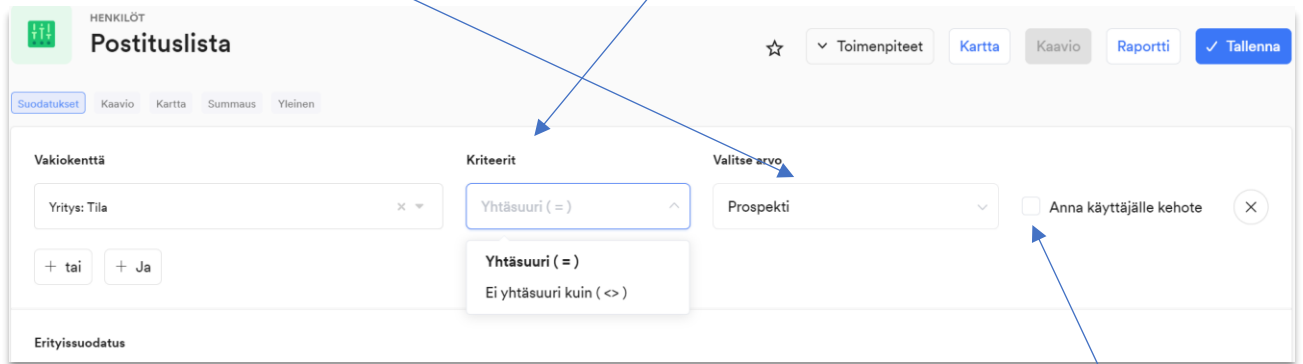 HENKILÖT
Postituslista
Toimenpiteet
Kartta
Kaavio
Raportti
Tallenna
Suodatukset Kaavio Kartta Summaus Yleinen
Vakiokenttä Kriteerit Valitse arvo
Yritys: Tila Yhtäsuuri ( = ) Prospekti Anna käyttäjälle kehote
+ tai + Ja
Yhtäsuuri ( = )
Ei yhtäsuuri kuin ( <> )
Erityissuodatus